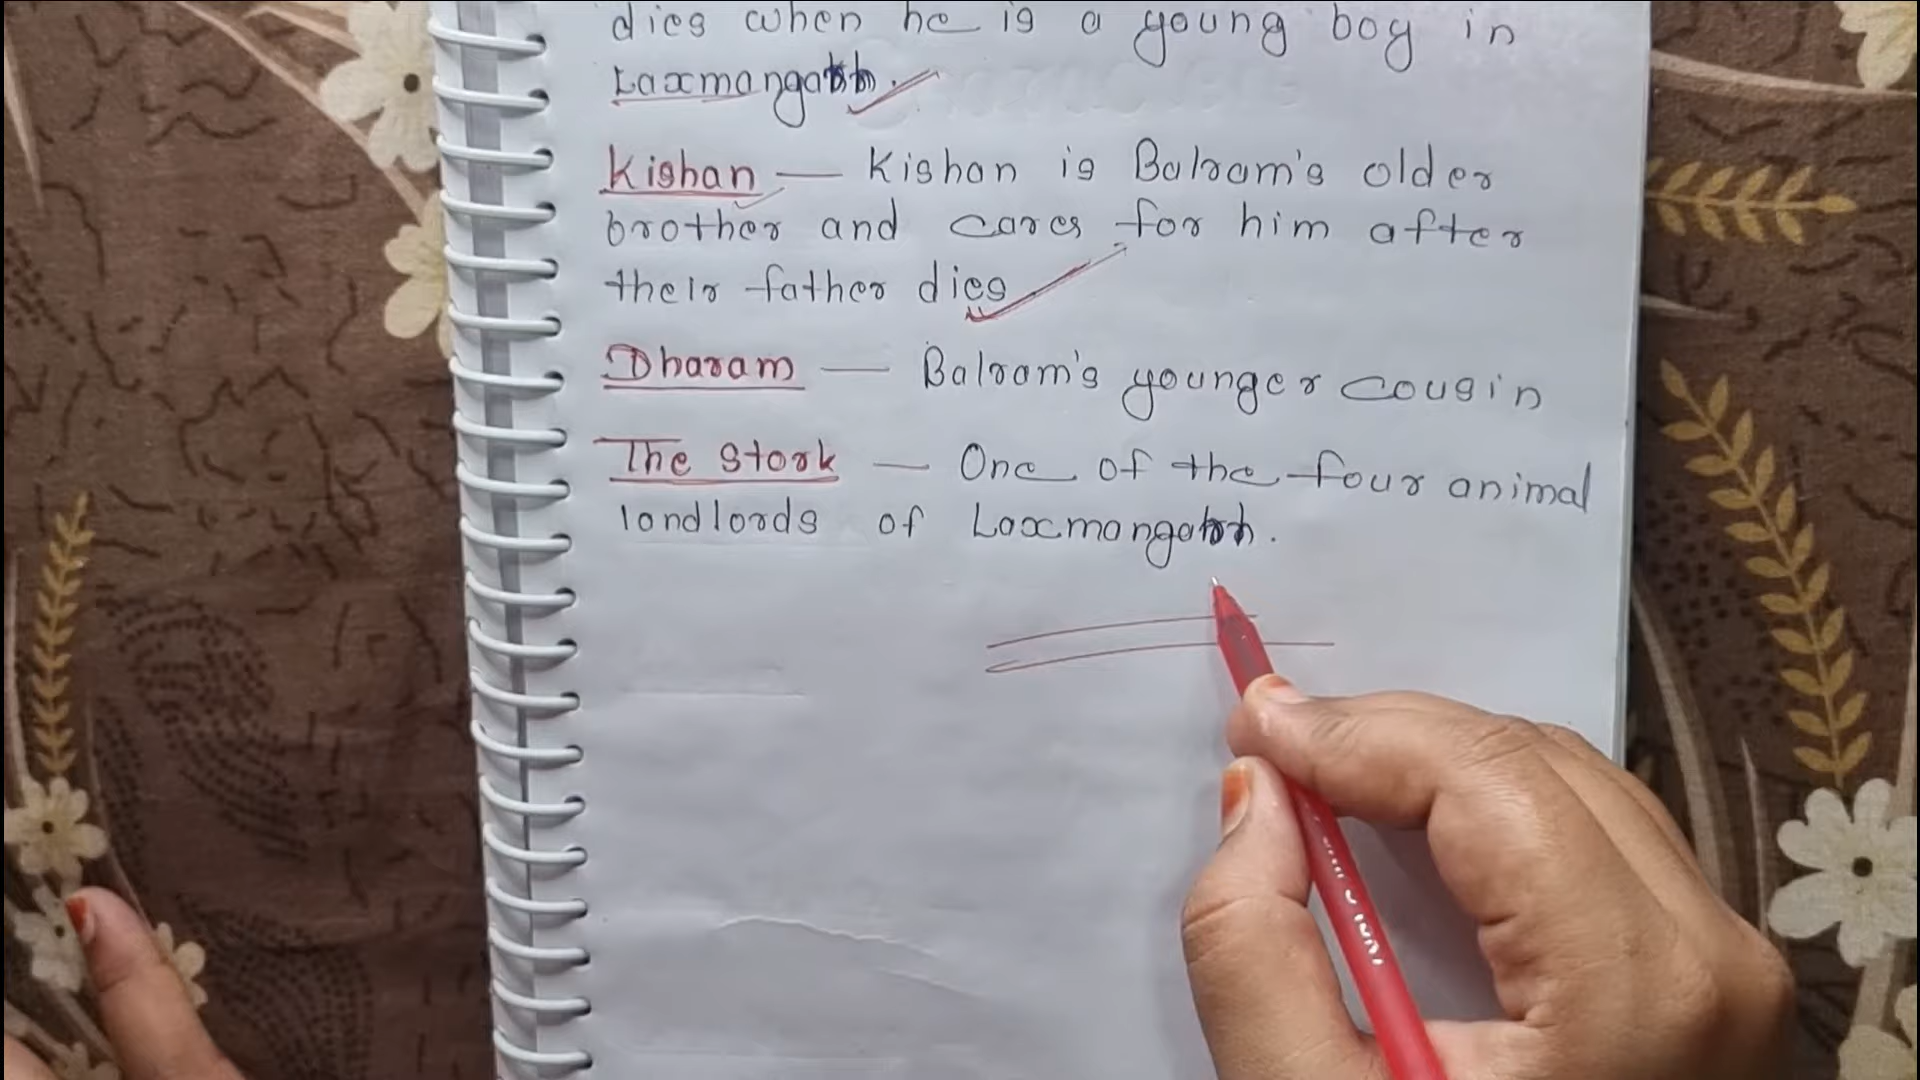 dies when he is a young boy in
Laxmangarh.
Kishan — Kishan is Balram's older
brother and cares for him after
their father dies
Dharam — Balram's younger cousin
The Stork — One of the four animal
landlords of Laxmangarh.